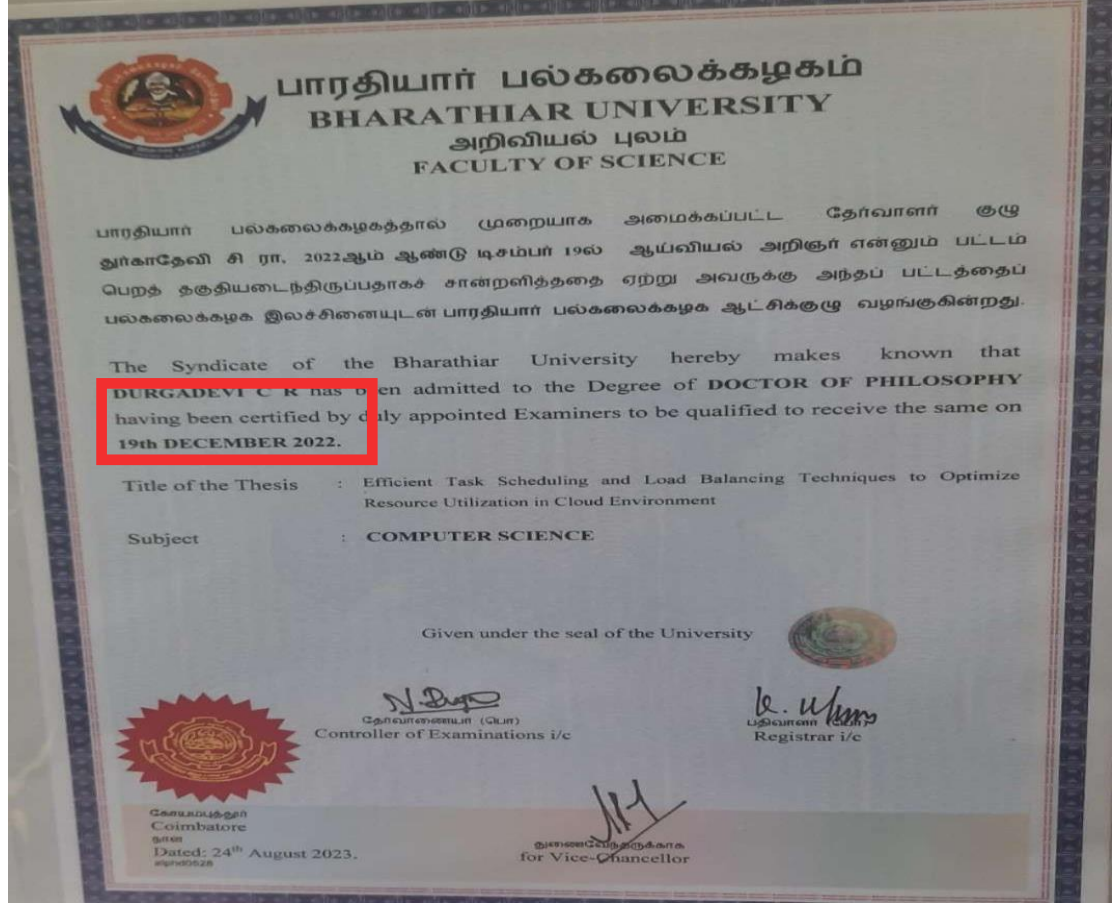 பாரதியார் பல்கலைக்கழகம்
BHARATHIAR UNIVERSITY
அறிவியல் புலம்
FACULTY OF SCIENCE
பாரதியார் பல்கலைக்கழகத்தால் முறையாக அமைக்கப்பட்ட தேர்வாளர் குழு
துர்காதேவி சி ரா. 2022ஆம் ஆண்டு டிசம்பர் 19ல் ஆய்வியல் அறிஞர் என்னும் பட்டம்
பெறத் தகுதியடைந்திருப்பதாகச் சான்றளித்ததை ஏற்று அவருக்கு அந்தப் பட்டத்தைப்
பல்கலைக்கழக இலச்சினையுடன் பாரதியார் பல்கலைக்கழக ஆட்சிக்குழு வழங்குகின்றது.
The Syndicate of the Bharathiar University hereby makes known that
DURGADEVI C R has been admitted to the Degree of DOCTOR OF PHILOSOPHY
having been certified by duly appointed Examiners to be qualified to receive the same on
19th DECEMBER 2022.
Title of the Thesis : Efficient Task Scheduling and Load Balancing Techniques to Optimize
Resource Utilization in Cloud Environment
Subject : COMPUTER SCIENCE
Given under the seal of the University
தேர்வாணையர் (பொ)
Controller of Examinations i/c
பதிவாளர்
Registrar i/c
கோயம்புத்தூர்
Coimbatore
நாள்
Dated: 24th August 2023.
துணைவேந்தருக்காக
for Vice-Chancellor